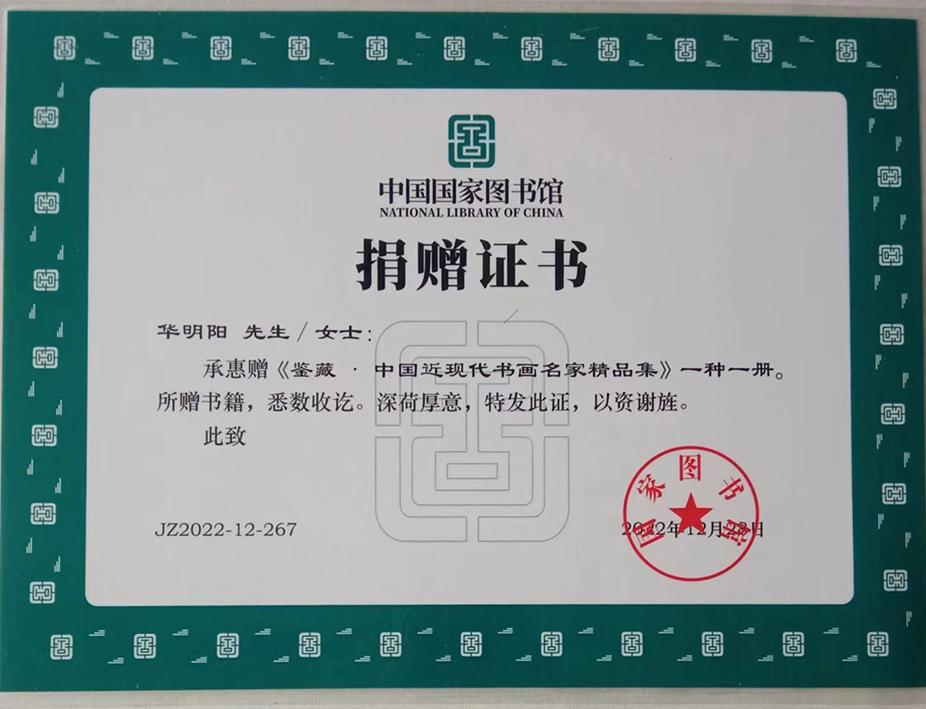 中国国家图书馆
NATIONAL LIBRARY OF CHINA
捐赠证书
华明阳 先生/女士：
承惠赠《鉴藏 · 中国近现代书画名家精品集》一种一册。
所赠书籍，悉数收讫。深荷厚意，特发此证，以资谢旌。
此致
JZ2022-12-267
国家图书馆
2022年12月28日